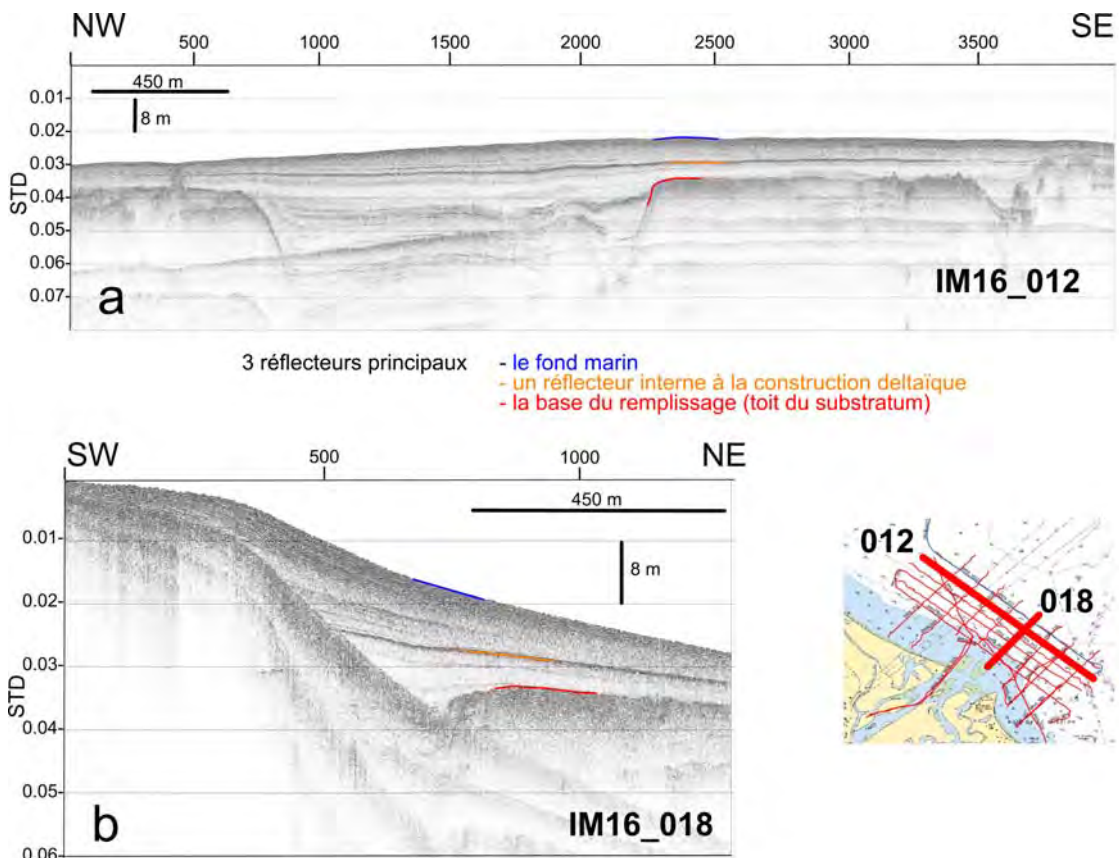 NW SE
500 1000 1500 2000 2500 3000 3500
450 m
8 m
0.01
0.02
0.03
0.04
0.05
0.06
0.07
STD
a
IM16_012
3 réflecteurs principaux - le fond marin
- un réflecteur interne à la construction deltaïque
- la base du remplissage (toit du substratum)
SW NE
500 1000
450 m
8 m
0.01
0.02
0.03
0.04
0.05
0.06
STD
b
IM16_018
012
018